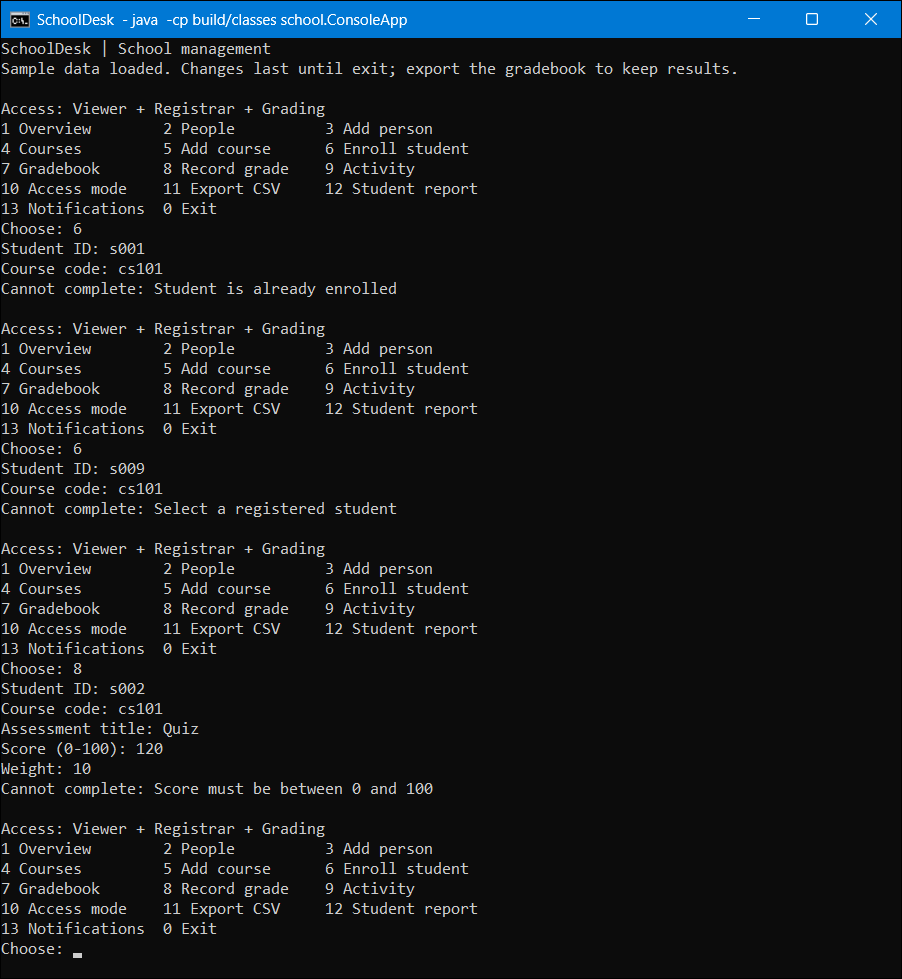 SchoolDesk - java -cp build/classes school.ConsoleApp
SchoolDesk | School management
Sample data loaded. Changes last until exit; export the gradebook to keep results.

Access: Viewer + Registrar + Grading
1 Overview        2 People          3 Add person
4 Courses         5 Add course      6 Enroll student
7 Gradebook       8 Record grade    9 Activity
10 Access mode    11 Export CSV     12 Student report
13 Notifications  0 Exit
Choose: 6
Student ID: s001
Course code: cs101
Cannot complete: Student is already enrolled

Access: Viewer + Registrar + Grading
1 Overview        2 People          3 Add person
4 Courses         5 Add course      6 Enroll student
7 Gradebook       8 Record grade    9 Activity
10 Access mode    11 Export CSV     12 Student report
13 Notifications  0 Exit
Choose: 6
Student ID: s009
Course code: cs101
Cannot complete: Select a registered student

Access: Viewer + Registrar + Grading
1 Overview        2 People          3 Add person
4 Courses         5 Add course      6 Enroll student
7 Gradebook       8 Record grade    9 Activity
10 Access mode    11 Export CSV     12 Student report
13 Notifications  0 Exit
Choose: 8
Student ID: s002
Course code: cs101
Assessment title: Quiz
Score (0-100): 120
Weight: 10
Cannot complete: Score must be between 0 and 100

Access: Viewer + Registrar + Grading
1 Overview        2 People          3 Add person
4 Courses         5 Add course      6 Enroll student
7 Gradebook       8 Record grade    9 Activity
10 Access mode    11 Export CSV     12 Student report
13 Notifications  0 Exit
Choose: